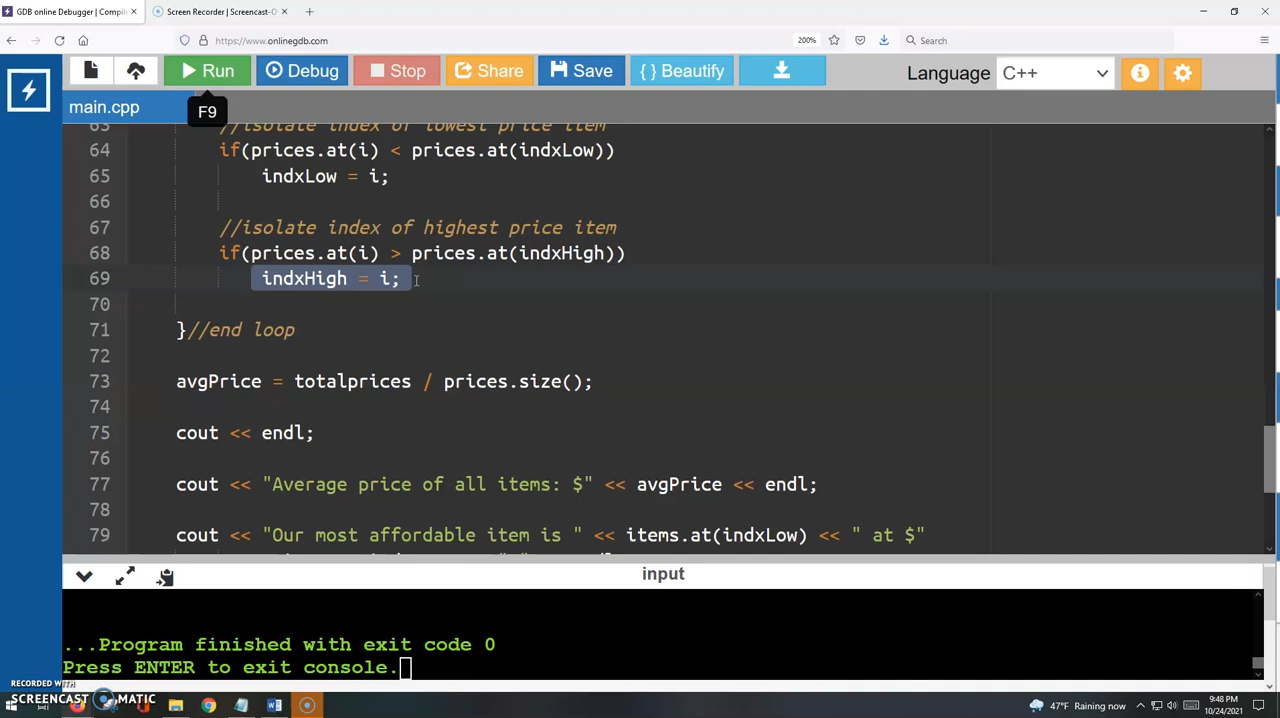 GDB online Debugger | Compile
Screen Recorder | Screencast-O
https://www.onlinegdb.com
200%
Search
Run
Debug
Stop
Share
Save
{ } Beautify
Language
C++
main.cpp
F9
63 //isolate index of lowest price item
64 if(prices.at(i) < prices.at(indxLow))
65 indxLow = i;
66
67 //isolate index of highest price item
68 if(prices.at(i) > prices.at(indxHigh))
69 indxHigh = i;
70
71 }//end loop
72
73 avgPrice = totalprices / prices.size();
74
75 cout << endl;
76
77 cout << "Average price of all items: $" << avgPrice << endl;
78
79 cout << "Our most affordable item is " << items.at(indxLow) << " at $"
input
...Program finished with exit code 0
Press ENTER to exit console.
RECORDED WITH
SCREENCAST MATIC
47°F Raining now
9:48 PM
10/24/2021